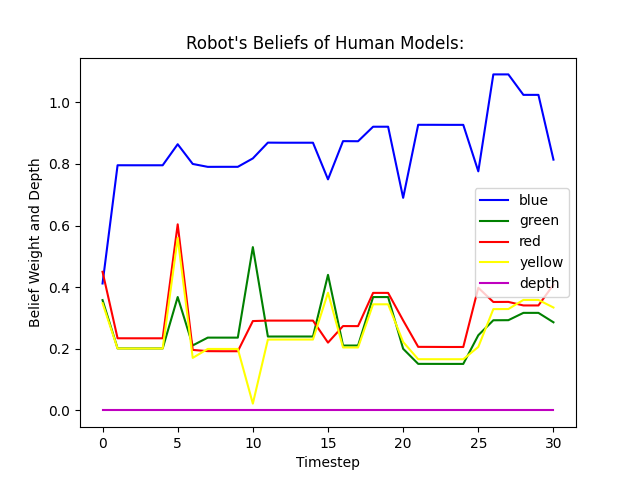 Robot's Beliefs of Human Models:
Belief Weight and Depth
1.0
0.8
0.6
0.4
0.2
0.0
blue
green
red
yellow
depth
0 5 10 15 20 25 30
Timestep